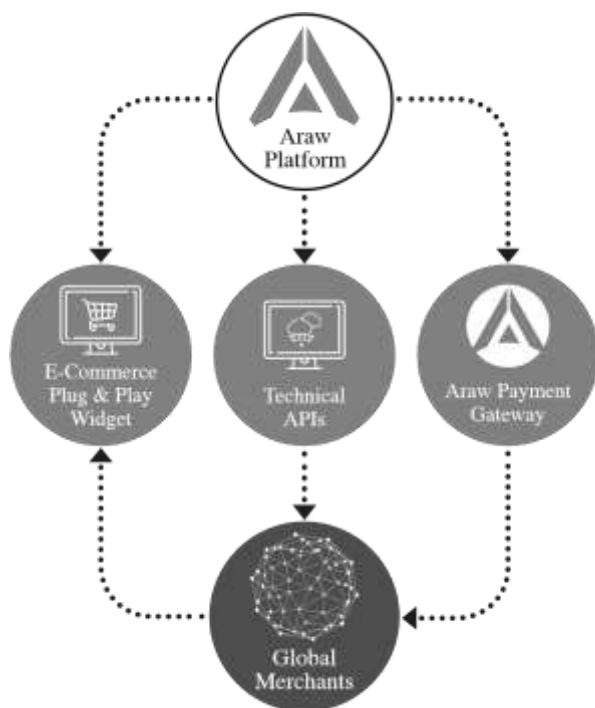 Araw
Platform
E-Commerce
Plug & Play
Widget
Technical
APIs
Araw Payment
Gateway
Global
Merchants